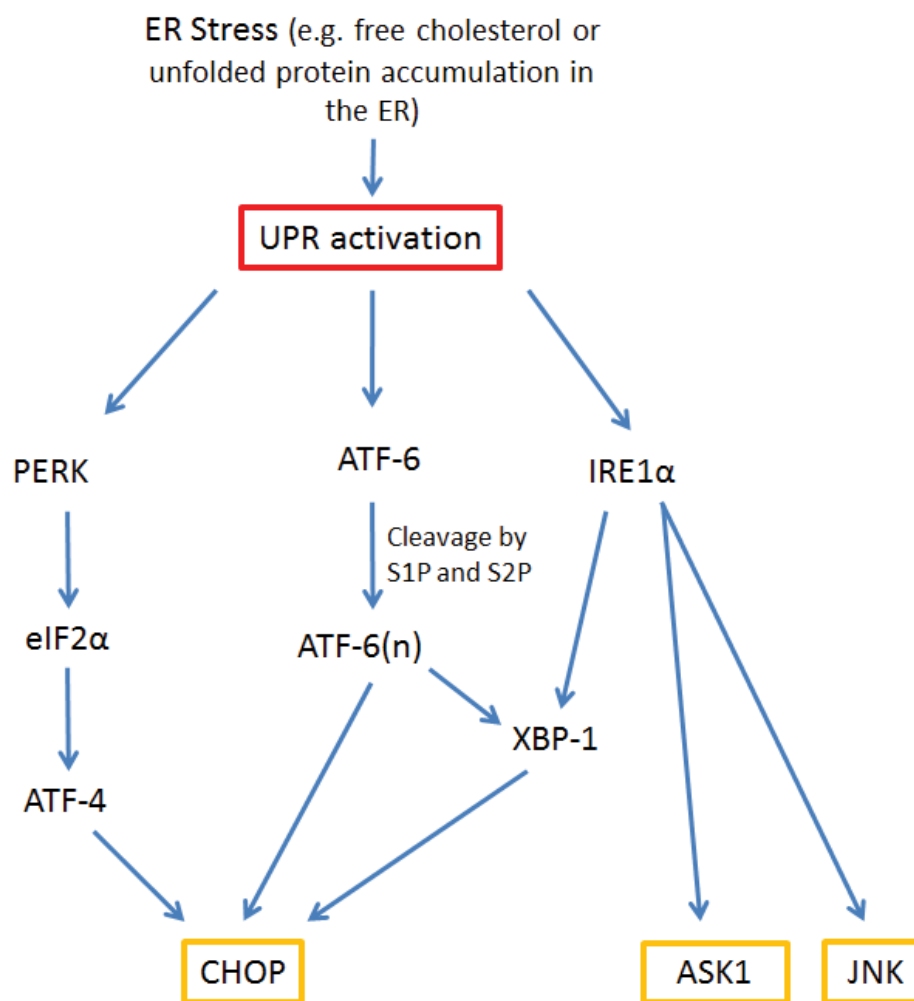 ER Stress (e.g. free cholesterol or
unfolded protein accumulation in
the ER)
UPR activation
PERK
ATF-6
IRE1α
Cleavage by
S1P and S2P
eIF2α
ATF-6(n)
XBP-1
ATF-4
CHOP
ASK1
JNK